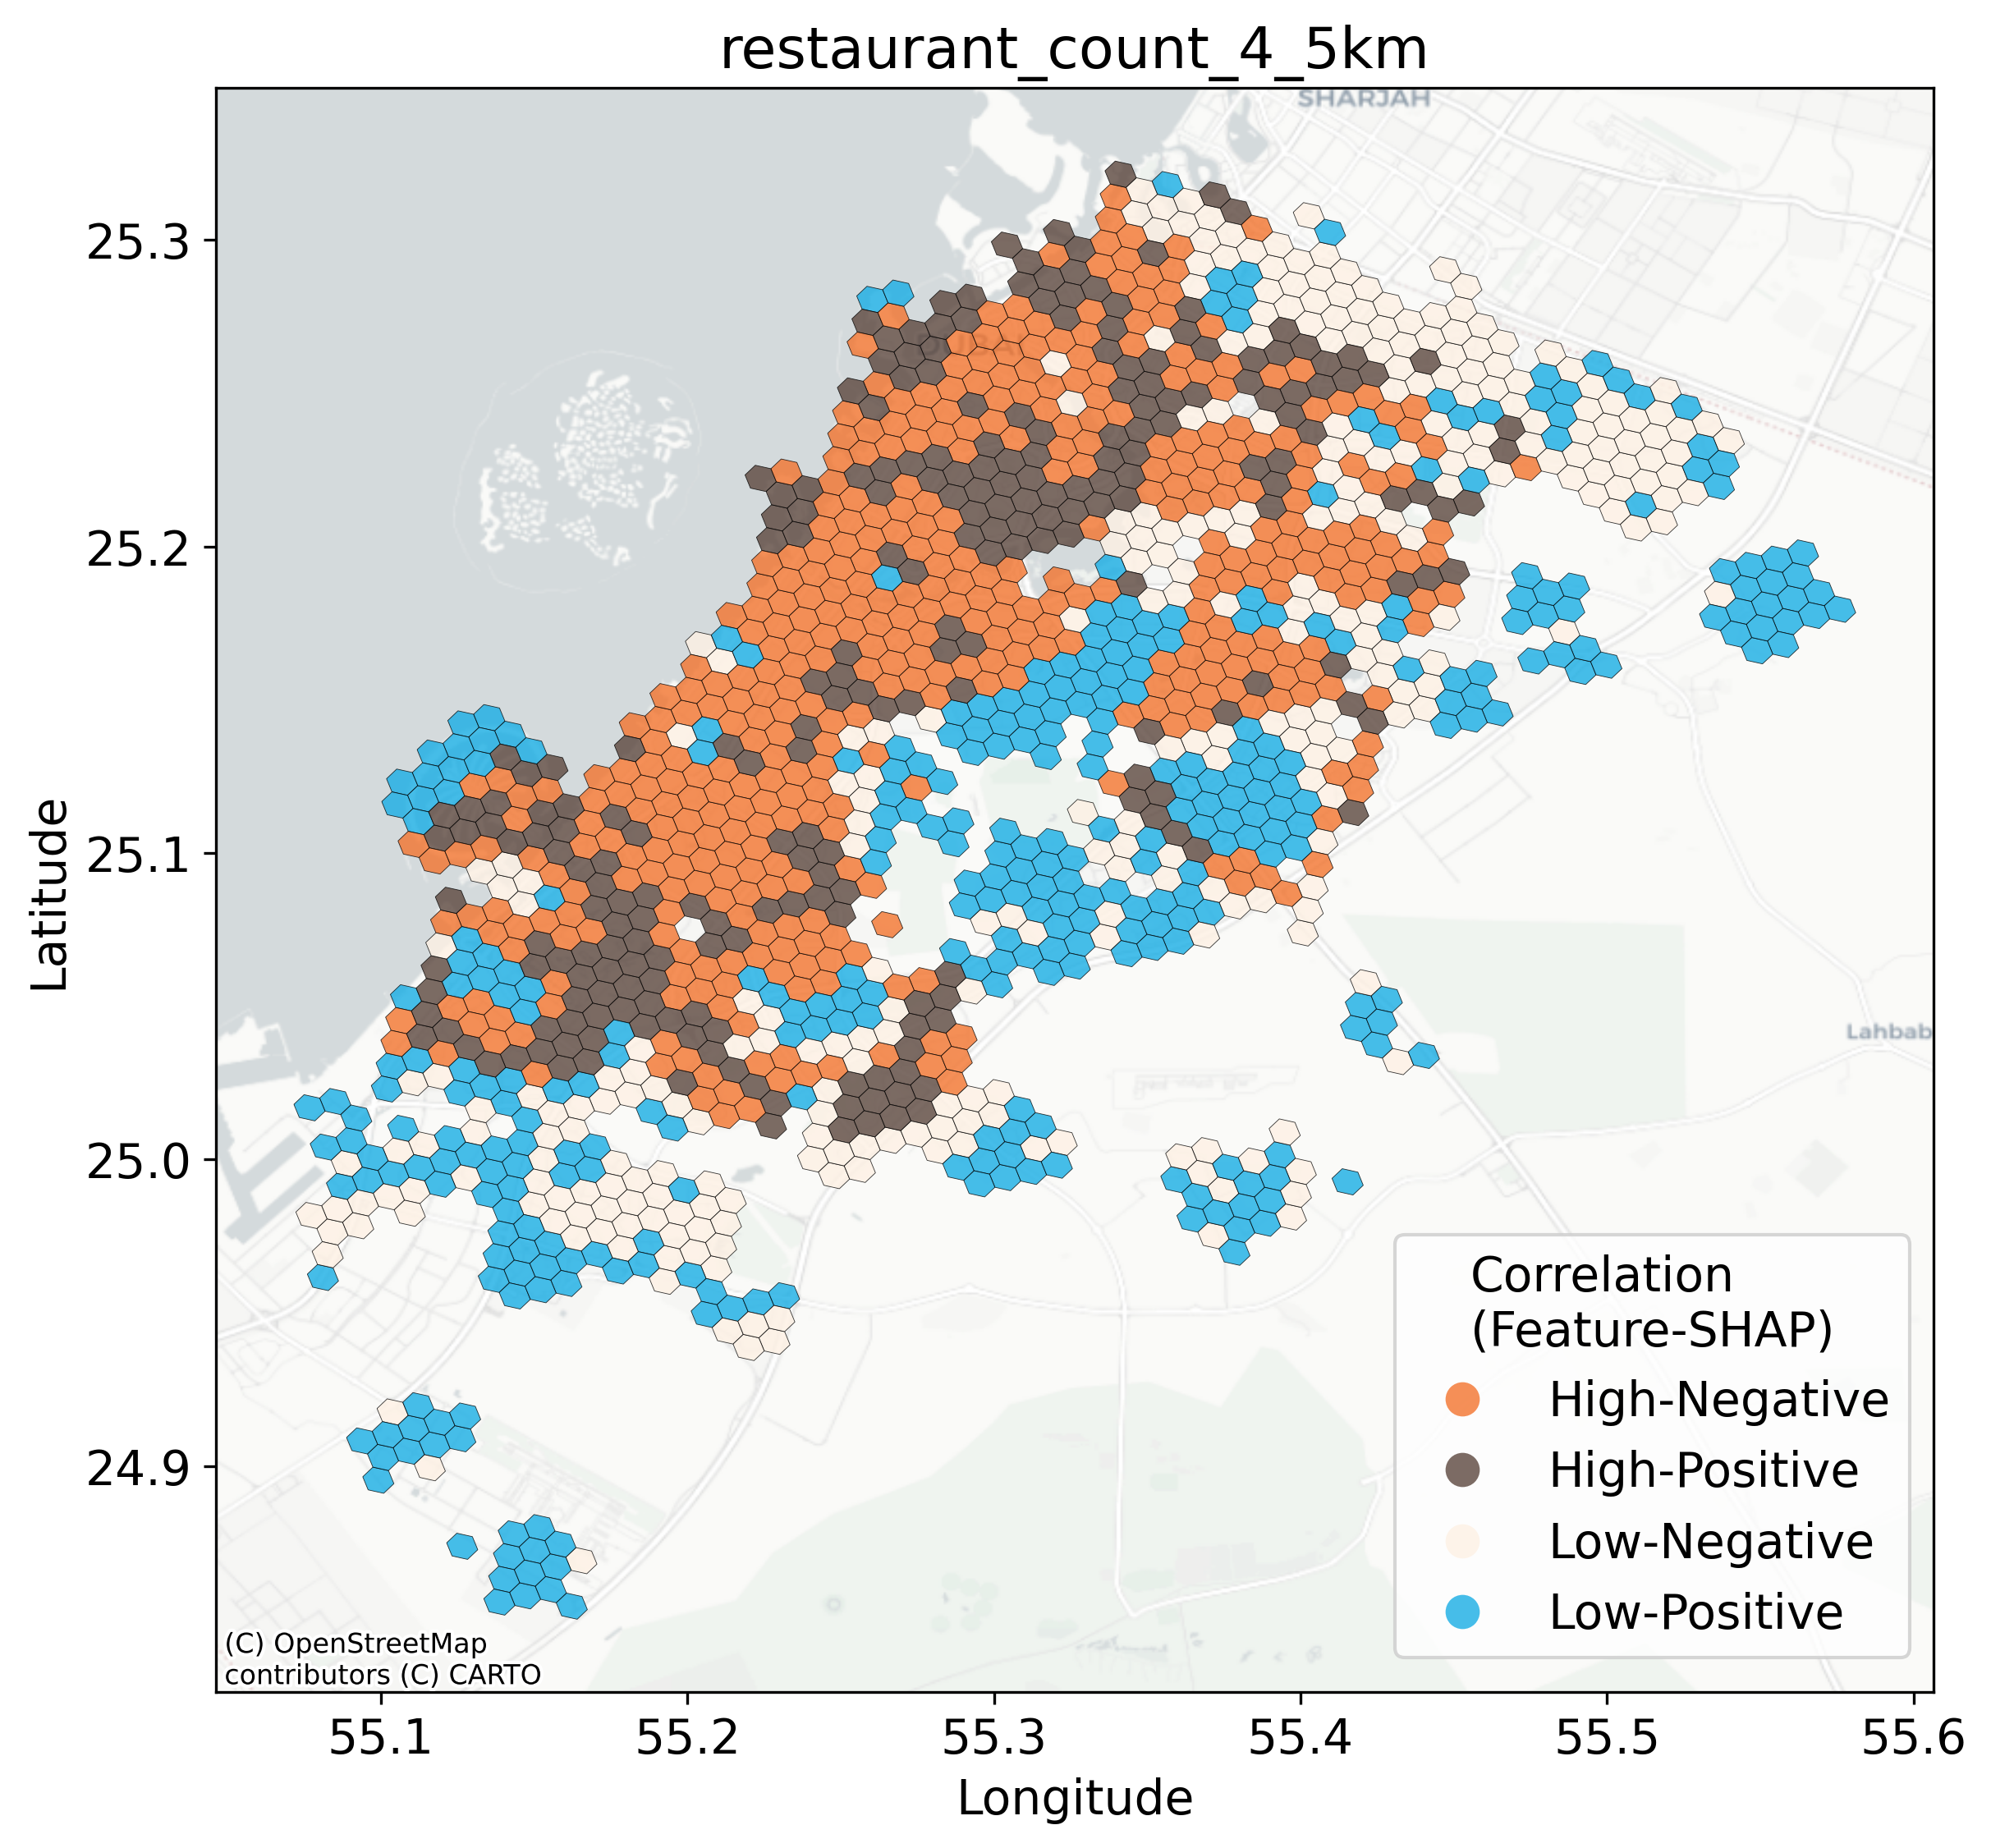 restaurant_count_4_5km
SHARJAH
DUBAI
Lahbab
25.3
25.2
25.1
25.0
24.9
Latitude
Correlation
(Feature-SHAP)
High-Negative
High-Positive
Low-Negative
Low-Positive
(C) OpenStreetMap
contributors (C) CARTO
55.1 55.2 55.3 55.4 55.5 55.6
Longitude